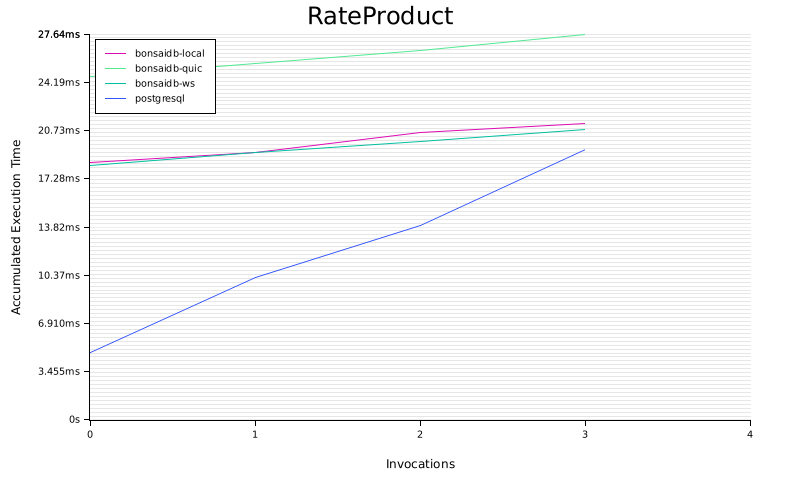 RateProduct
27.64ms
24.19ms
20.73ms
17.28ms
13.82ms
10.37ms
6.910ms
3.455ms
0s
bonsaidb-local
bonsaidb-quic
bonsaidb-ws
postgresql
Accumulated Execution Time
0 1 2 3 4
Invocations